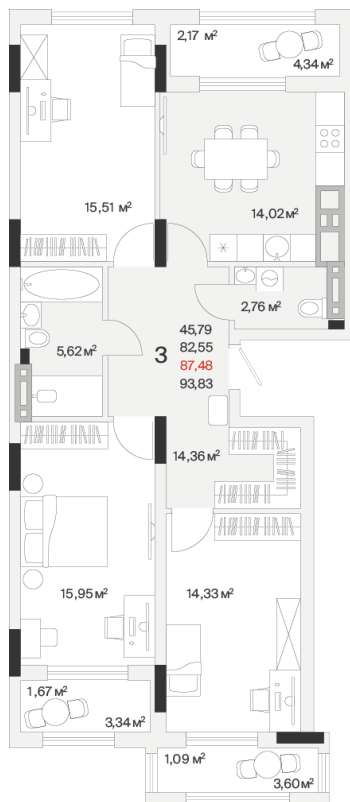 2,17 м²
4,34 м²
15,51 м²
14,02 м²
2,76 м²
5,62 м²
3
45,79
82,55
87,48
93,83
14,36 м²
15,95 м²
14,33 м²
1,67 м²
3,34 м²
1,09 м²
3,60 м²